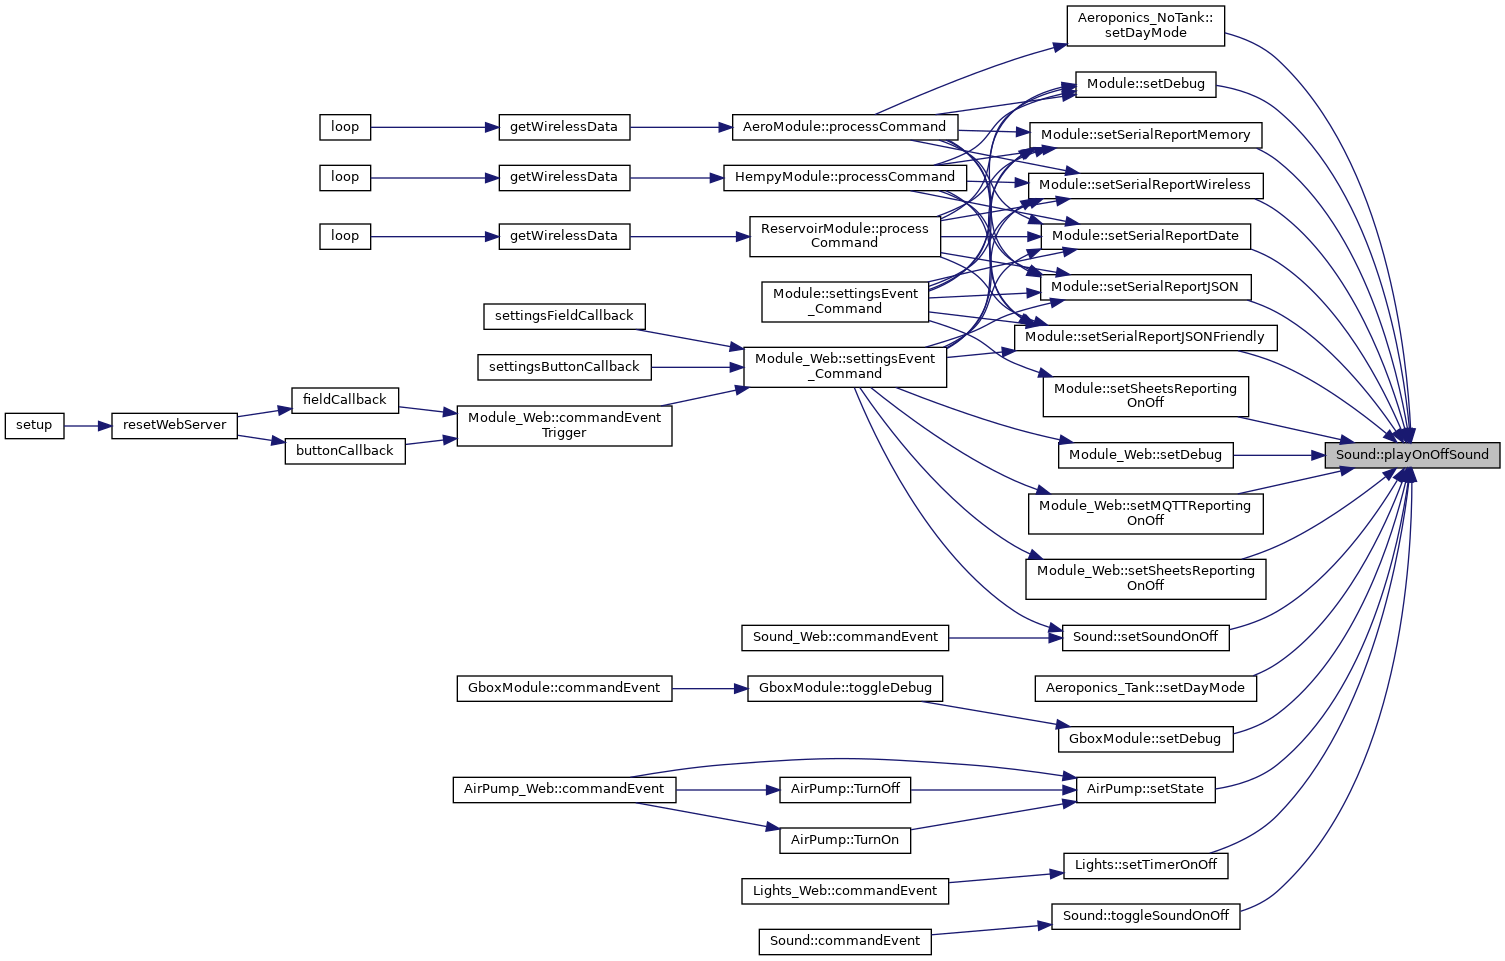 Aeroponics_NoTank::
setDayMode
Module::setDebug
loop
getWirelessData
AeroModule::processCommand
Module::setSerialReportMemory
loop
getWirelessData
HempyModule::processCommand
Module::setSerialReportWireless
loop
getWirelessData
ReservoirModule::process
Command
Module::setSerialReportDate
Module::settingsEvent
_Command
Module::setSerialReportJSON
settingsFieldCallback
Module::setSerialReportJSONFriendly
settingsButtonCallback
Module_Web::settingsEvent
_Command
Module::setSheetsReporting
OnOff
setup
resetWebServer
fieldCallback
buttonCallback
Module_Web::commandEvent
Trigger
Module_Web::setDebug
Sound::playOnOffSound
Module_Web::setMQTTReporting
OnOff
Module_Web::setSheetsReporting
OnOff
Sound_Web::commandEvent
Sound::setSoundOnOff
GboxModule::commandEvent
GboxModule::toggleDebug
Aeroponics_Tank::setDayMode
GboxModule::setDebug
AirPump_Web::commandEvent
AirPump::TurnOff
AirPump::setState
AirPump::TurnOn
Lights::setTimerOnOff
Lights_Web::commandEvent
Sound::toggleSoundOnOff
Sound::commandEvent